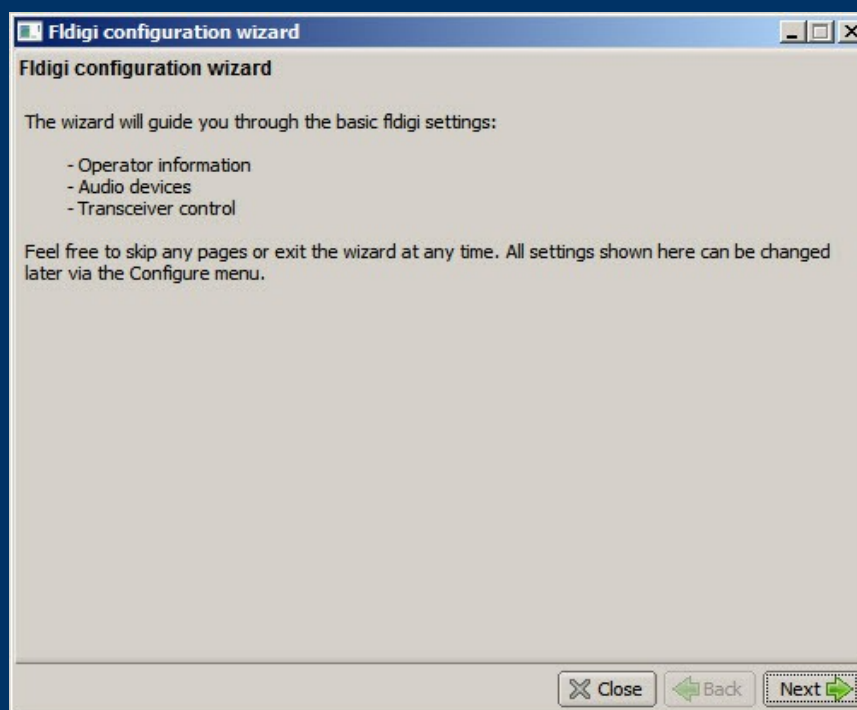 Fldigi configuration wizard
Fldigi configuration wizard
The wizard will guide you through the basic fldigi settings:
- Operator information
- Audio devices
- Transceiver control
Feel free to skip any pages or exit the wizard at any time. All settings shown here can be changed
later via the Configure menu.
Close
Back
Next